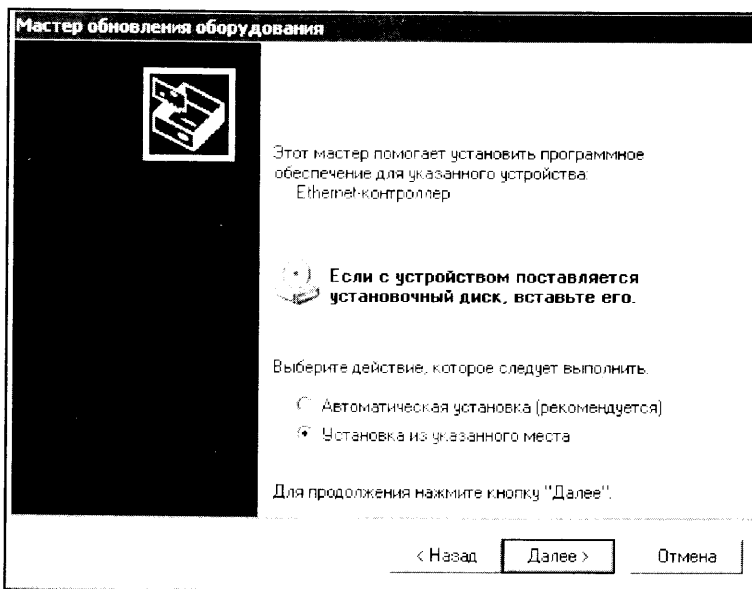 Мастер обновления оборудования
Этот мастер помогает установить программное
обеспечение для указанного устройства:
Ethernet-контроллер
Если с устройством поставляется
установочный диск, вставьте его.
Выберите действие, которое следует выполнить.
Автоматическая установка (рекомендуется)
Установка из указанного места
Для продолжения нажмите кнопку "Далее".
< Назад
Далее >
Отмена